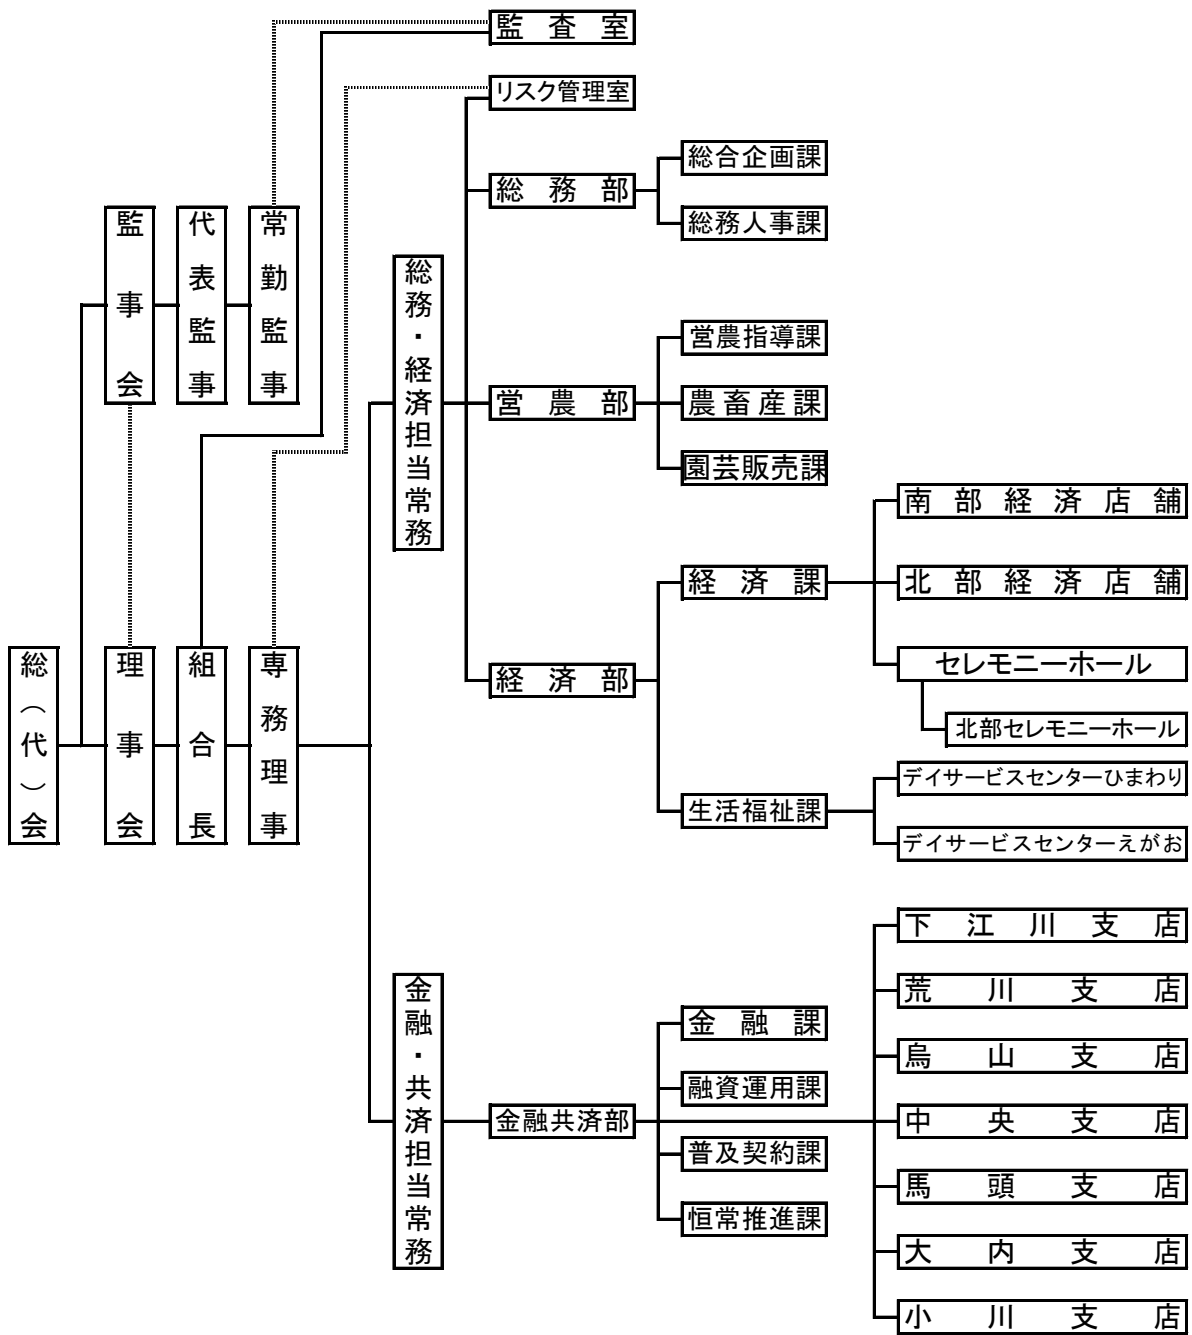 監査室
リスク管理室
総合企画課
総務部
総務人事課
監事会
代表監事
常勤監事
総務・経済担当常務
営農指導課
営農部
農畜産課
園芸販売課
南部経済店舗
経済課
北部経済店舗
総（代）会
理事会
組合長
専務理事
経済部
セレモニーホール
北部セレモニーホール
デイサービスセンターひまわり
生活福祉課
デイサービスセンターえがお
下江川支店
金融・共済担当常務
荒川支店
金融課
烏山支店
融資運用課
金融共済部
中央支店
普及契約課
馬頭支店
恒常推進課
大内支店
小川支店